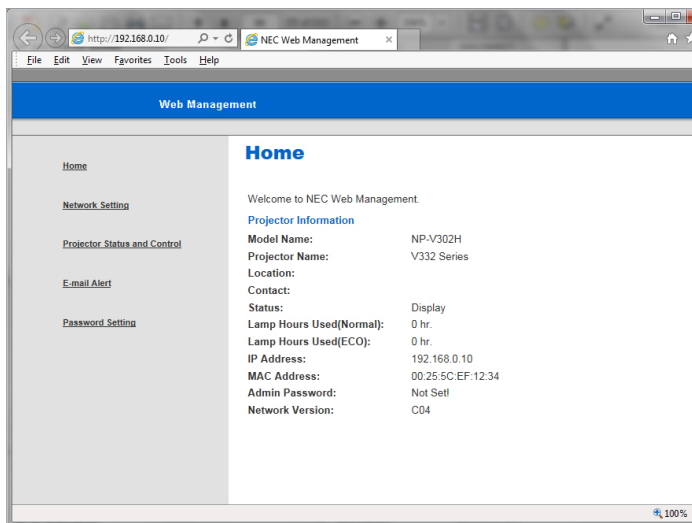 http://192.168.0.10/
NEC Web Management
File Edit View Favorites Tools Help
Web Management
Home
Network Setting
Projector Status and Control
E-mail Alert
Password Setting
Home
Welcome to NEC Web Management.
Projector Information
Model Name: NP-V302H
Projector Name: V332 Series
Location:
Contact:
Status: Display
Lamp Hours Used(Normal): 0 hr.
Lamp Hours Used(ECO): 0 hr.
IP Address: 192.168.0.10
MAC Address: 00:25:5C:EF:12:34
Admin Password: Not Set!
Network Version: C04
100%